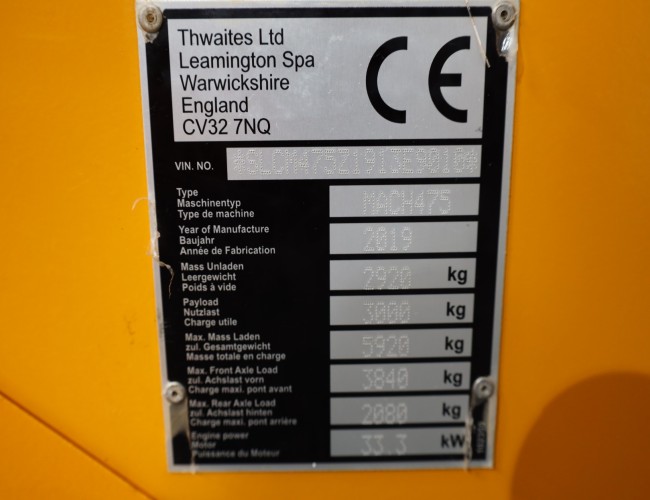 Thwaites Ltd
Leamington Spa
Warwickshire
England
CV32 7NQ
CE
VIN. NO.
Type
Maschinentyp
Type de machine
MACH475
Year of Manufacture
Baujahr
Année de Fabrication
2019
Mass Unladen
Leergewicht
Poids à vide
2920 kg
Payload
Nutzlast
Charge utile
3000 kg
Max. Mass Laden
zul. Gesamtgewicht
Masse totale en charge
5920 kg
Max. Front Axle Load
zul. Achslast vorn
Charge maxi. pont avant
3840 kg
Max. Rear Axle Load
zul. Achslast hinten
Charge maxi. pont arrière
2080 kg
Engine power
Motor
Puissance du Moteur
33.3 kW